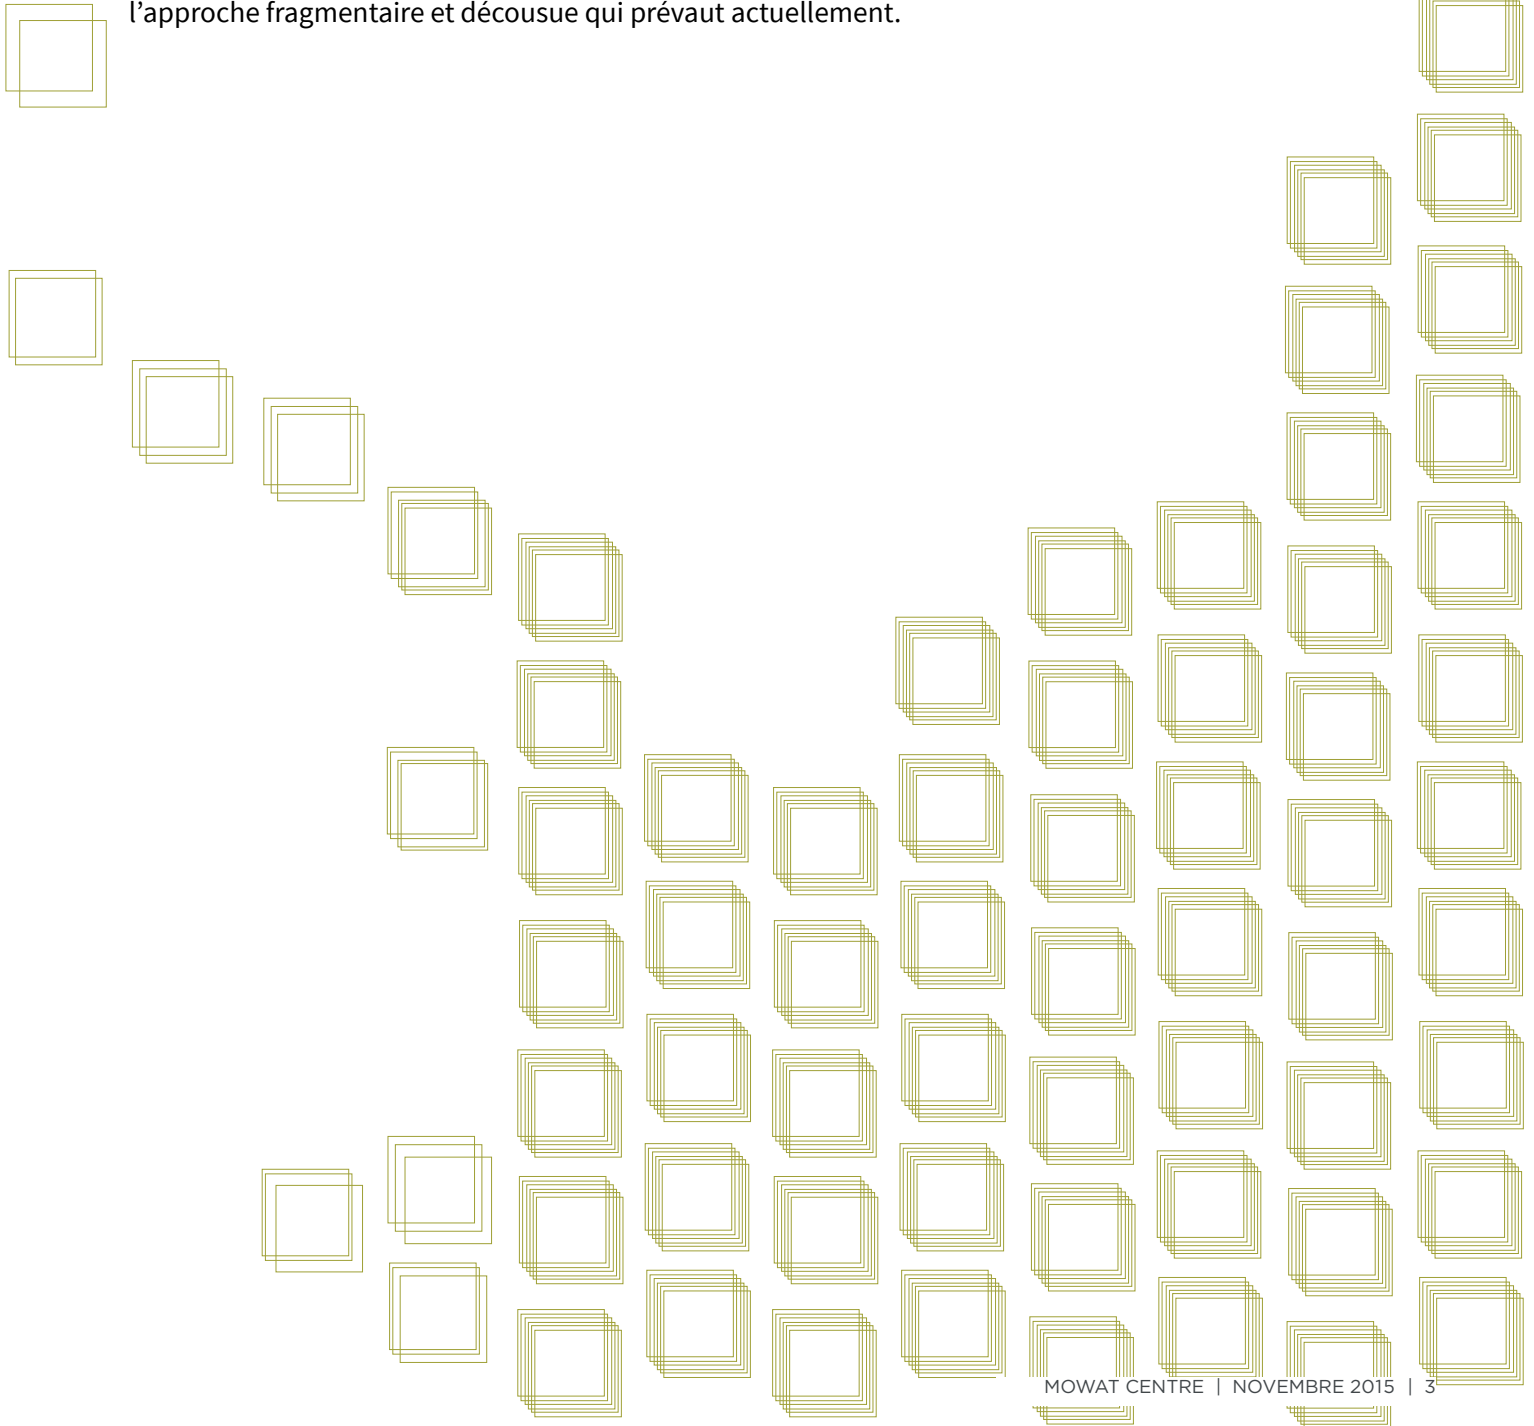 l’approche fragmentaire et décousue qui prévaut actuellement.
MOWAT CENTRE | NOVEMBRE 2015 | 3